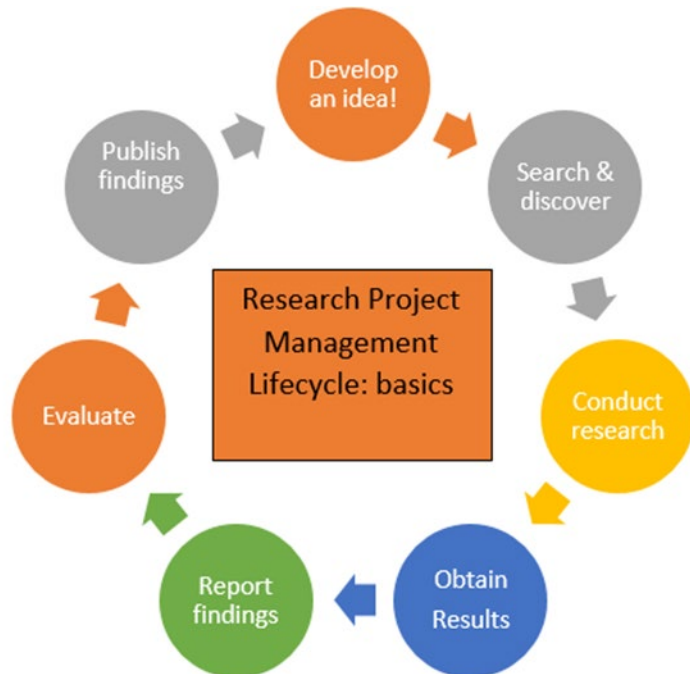 Develop
an idea!
Search &
discover
Conduct
research
Obtain
Results
Report
findings
Evaluate
Publish
findings
Research Project
Management
Lifecycle: basics